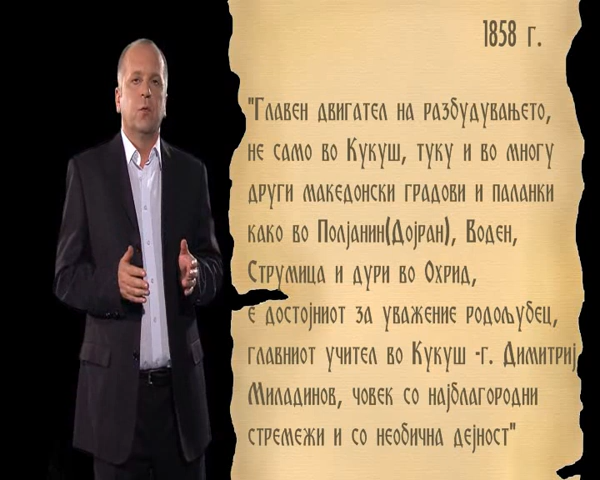 1858 г.
"Главен двигател на разбудувањето,
не само во Кукуш, туку и во многу
други македонски градови и паланки
како во Полјанин(Дојран), Воден,
Струмица и дури во Охрид,
е достојниот за уважение родољубец,
главниот учител во Кукуш -г. Димитриј
Миладинов, човек со најблагородни
стремежи и со необична дејност"